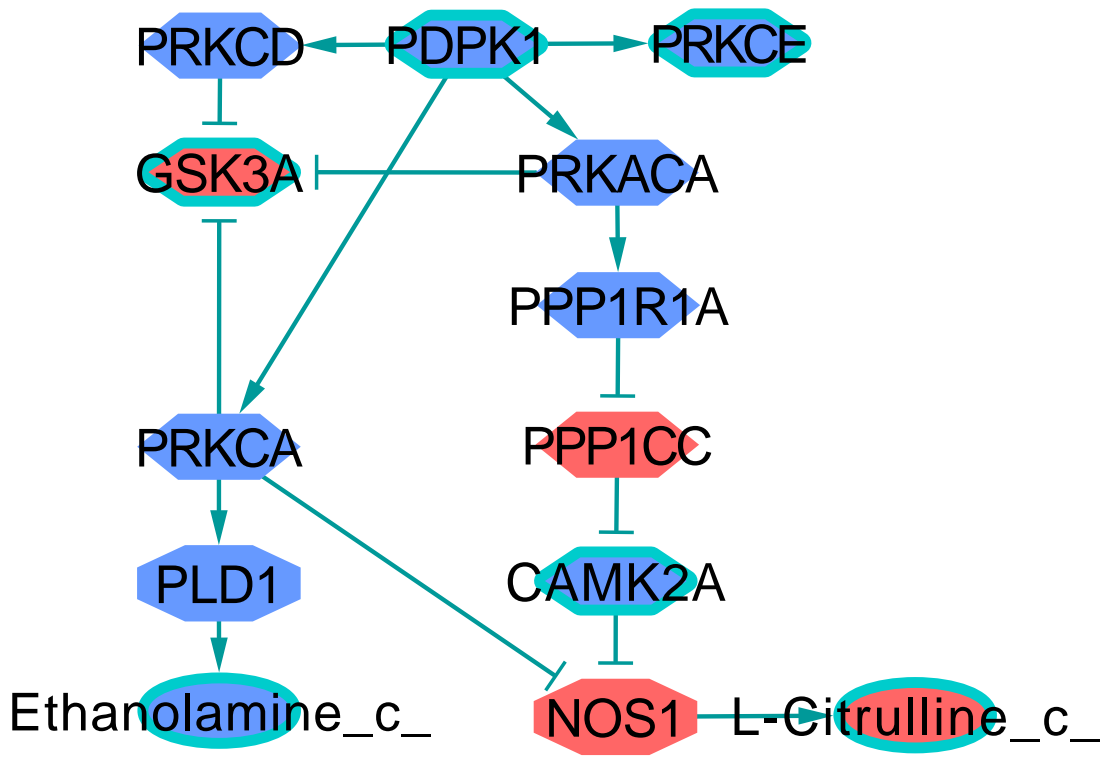 PRKCD PDPK1 PRKCE
GSK3A PRKACA
PPP1R1A
PRKCA PPP1CC
PLD1 CAMK2A
Ethanolamine_c_ NOS1 L-Citrulline_c_